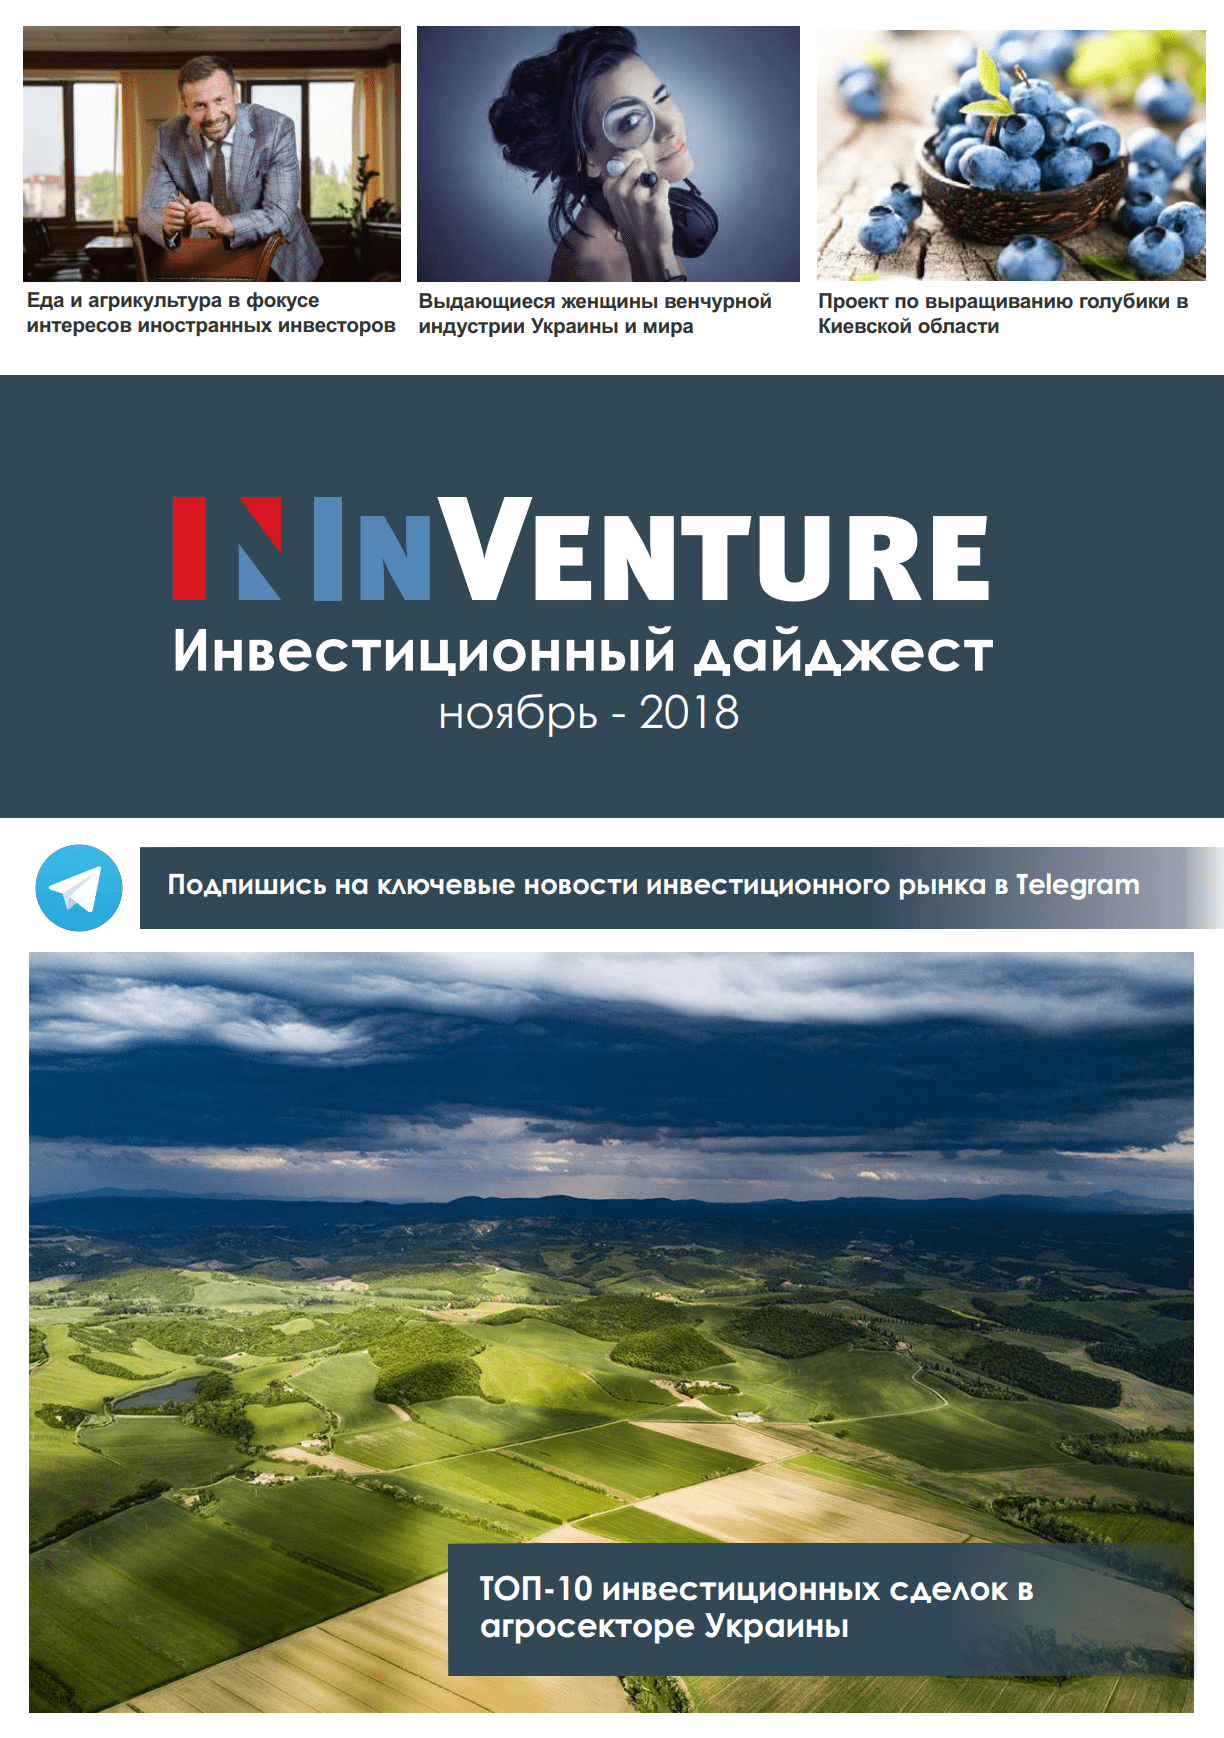 Еда и агрикультура в фокусе
интересов иностранных инвесторов
Выдающиеся женщины венчурной
индустрии Украины и мира
Проект по выращиванию голубики в
Киевской области
INVENTURE
Инвестиционный дайджест
ноябрь - 2018
Подпишись на ключевые новости инвестиционного рынка в Telegram
ТОП-10 инвестиционных сделок в
агросекторе Украины